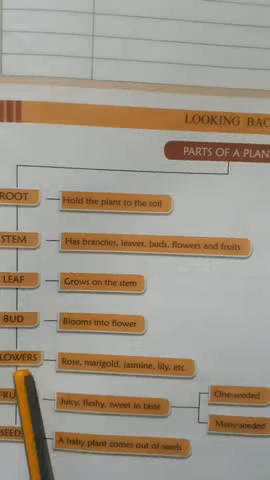 LOOKING BAC
PARTS OF A PLAN
ROOT
Hold the plant to the soil
STEM
Has branches, leaves, buds, flowers and fruits
LEAF
Grows on the stem
BUD
Blooms into flower
LOWERS
Rose, marigold, jasmine, lily, etc.
FRU
Juicy, fleshy, sweet in taste
One-seeded
Many-seeded
SEED
A baby plant comes out of seeds